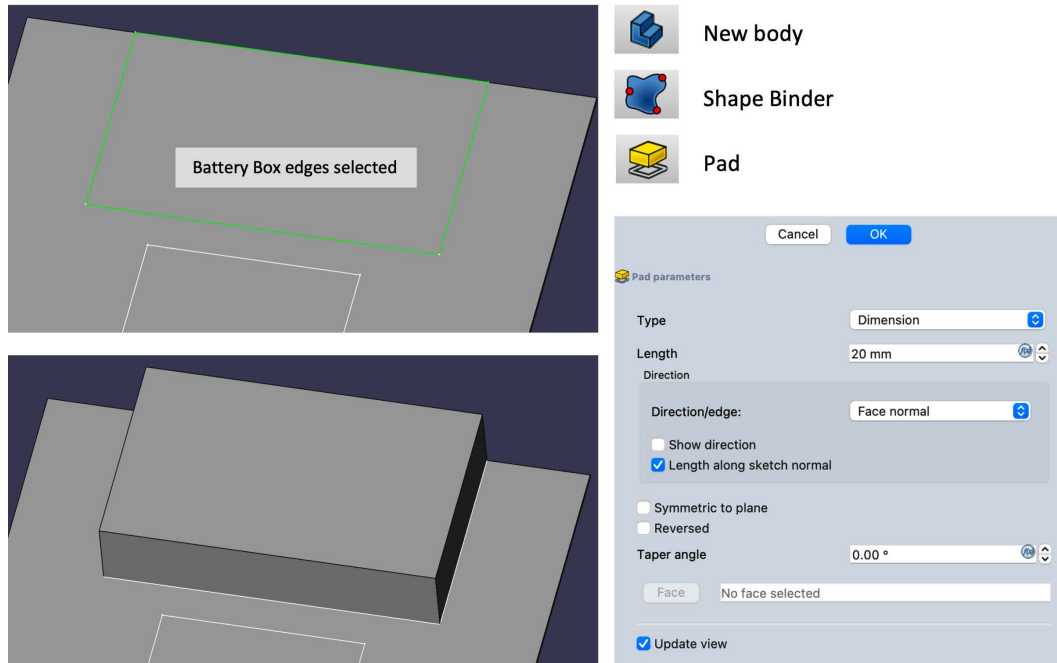 Battery Box edges selected
New body
Shape Binder
Pad
Cancel
OK
Pad parameters
Type
Dimension
Length
20 mm
f(x)
Direction
Direction/edge:
Face normal
Show direction
Length along sketch normal
Symmetric to plane
Reversed
Taper angle
0.00 °
f(x)
Face
No face selected
Update view